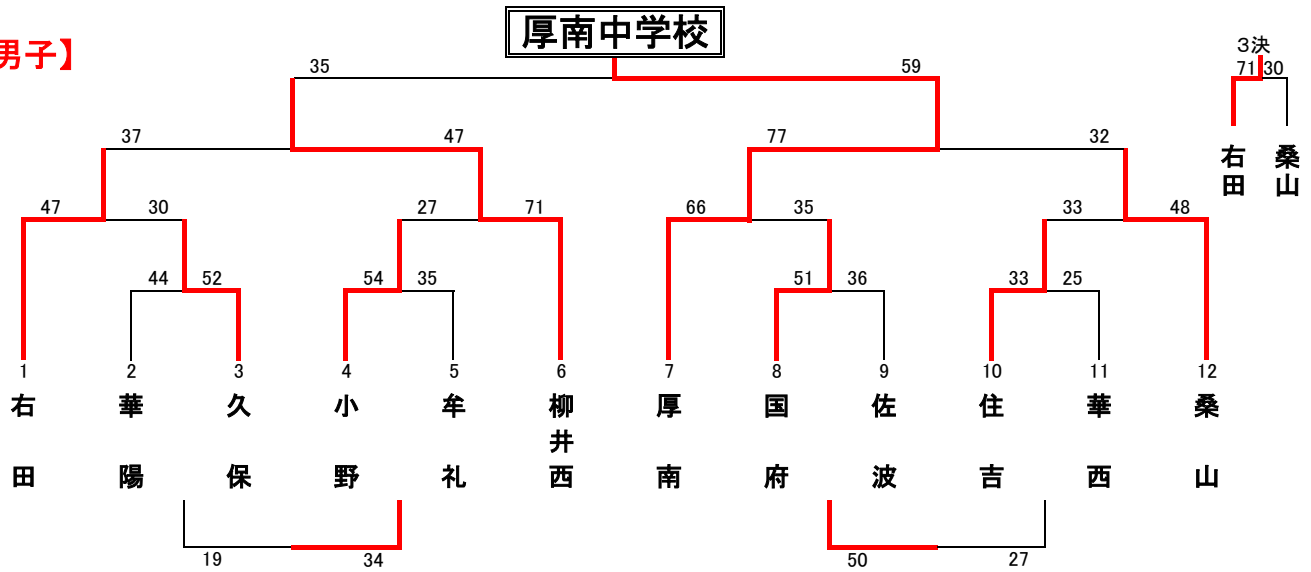 厚南中学校
男子】
35 59
3決
71 30
37 47 77 32
右田 桑山
47 30 27 71 66 35 33 48
44 52 54 35 51 36 33 25
1 2 3 4 5 6 7 8 9 10 11 12
右田 華陽 久保 小野 牟礼 柳井西 厚南 国府 佐波 住吉 華西 桑山
19 34 50 27